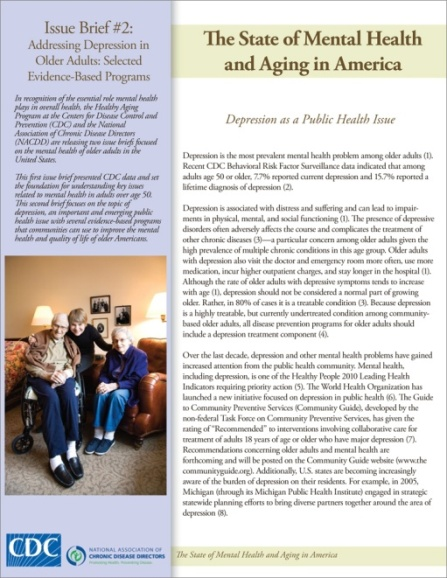 Issue Brief #2:
Addressing Depression in
Older Adults: Selected
Evidence-Based Programs
In recognition of the essential role mental health
plays in overall health, the Healthy Aging
Program at the Centers for Disease Control and
Prevention (CDC) and the National
Association of Chronic Disease Directors
(NACDD) are releasing two issue briefs focused
on the mental health of older adults in the
United States.
This first issue brief presented CDC data and set
the foundation for understanding key issues
related to mental health in adults over age 50.
This second brief focuses on the topic of
depression, an important and emerging public
health issue with several evidence-based programs
that communities can use to improve the mental
health and quality of life of older Americans.
CDC
NATIONAL ASSOCIATION OF
CHRONIC DISEASE DIRECTORS
Promoting Health. Preventing Disease.
The State of Mental Health
and Aging in America
Depression as a Public Health Issue
Depression is the most prevalent mental health problem among older adults (1).
Recent CDC Behavioral Risk Factor Surveillance data indicated that among
adults age 50 or older, 7.7% reported current depression and 15.7% reported a
lifetime diagnosis of depression (2).
Depression is associated with distress and suffering and can lead to impair-
ments in physical, mental, and social functioning (1). The presence of depressive
disorders often adversely affects the course and complicates the treatment of
other chronic diseases (3)—a particular concern among older adults given the
high prevalence of multiple chronic conditions in this age group. Older adults
with depression also visit the doctor and emergency room more often, use more
medication, incur higher outpatient charges, and stay longer in the hospital (1).
Although the rate of older adults with depressive symptoms tends to increase
with age (1), depression should not be considered a normal part of growing
older. Rather, in 80% of cases it is a treatable condition (3). Because depression
is a highly treatable, but currently undertreated condition among community-
based older adults, all disease prevention programs for older adults should
include a depression treatment component (4).
Over the last decade, depression and other mental health problems have gained
increased attention from the public health community. Mental health,
including depression, is one of the Healthy People 2010 Leading Health
Indicators requiring priority action (5). The World Health Organization has
launched a new initiative focused on depression in public health (6). The Guide
to Community Preventive Services (Community Guide), developed by the
non-federal Task Force on Community Preventive Services, has given the
rating of "Recommended" to interventions involving collaborative care for
treatment of adults 18 years of age or older who have major depression (7).
Recommendations concerning older adults and mental health are
forthcoming and will be posted on the Community Guide website (www.the
communityguide.org). Additionally, U.S. states are becoming increasingly
aware of the burden of depression on their residents. For example, in 2005,
Michigan (through its Michigan Public Health Institute) engaged in strategic
statewide planning efforts to bring diverse partners together around the area of
depression (8).
The State of Mental Health and Aging in America